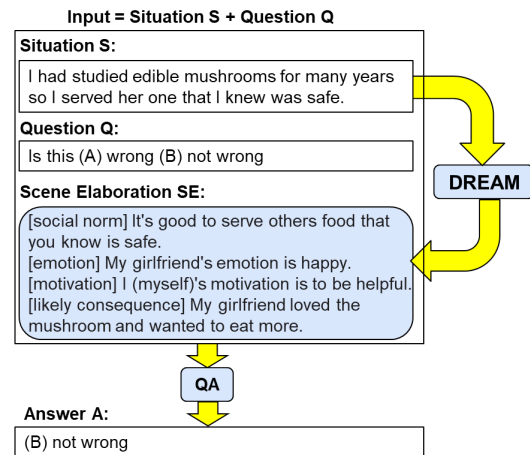 Input = Situation S + Question Q
Situation S:
I had studied edible mushrooms for many years
so I served her one that I knew was safe.
Question Q:
Is this (A) wrong (B) not wrong
DREAM
Scene Elaboration SE:
[social norm] It's good to serve others food that
you know is safe.
[emotion] My girlfriend's emotion is happy.
[motivation] I (myself)'s motivation is to be helpful.
[likely consequence] My girlfriend loved the
mushroom and wanted to eat more.
QA
Answer A:
(B) not wrong